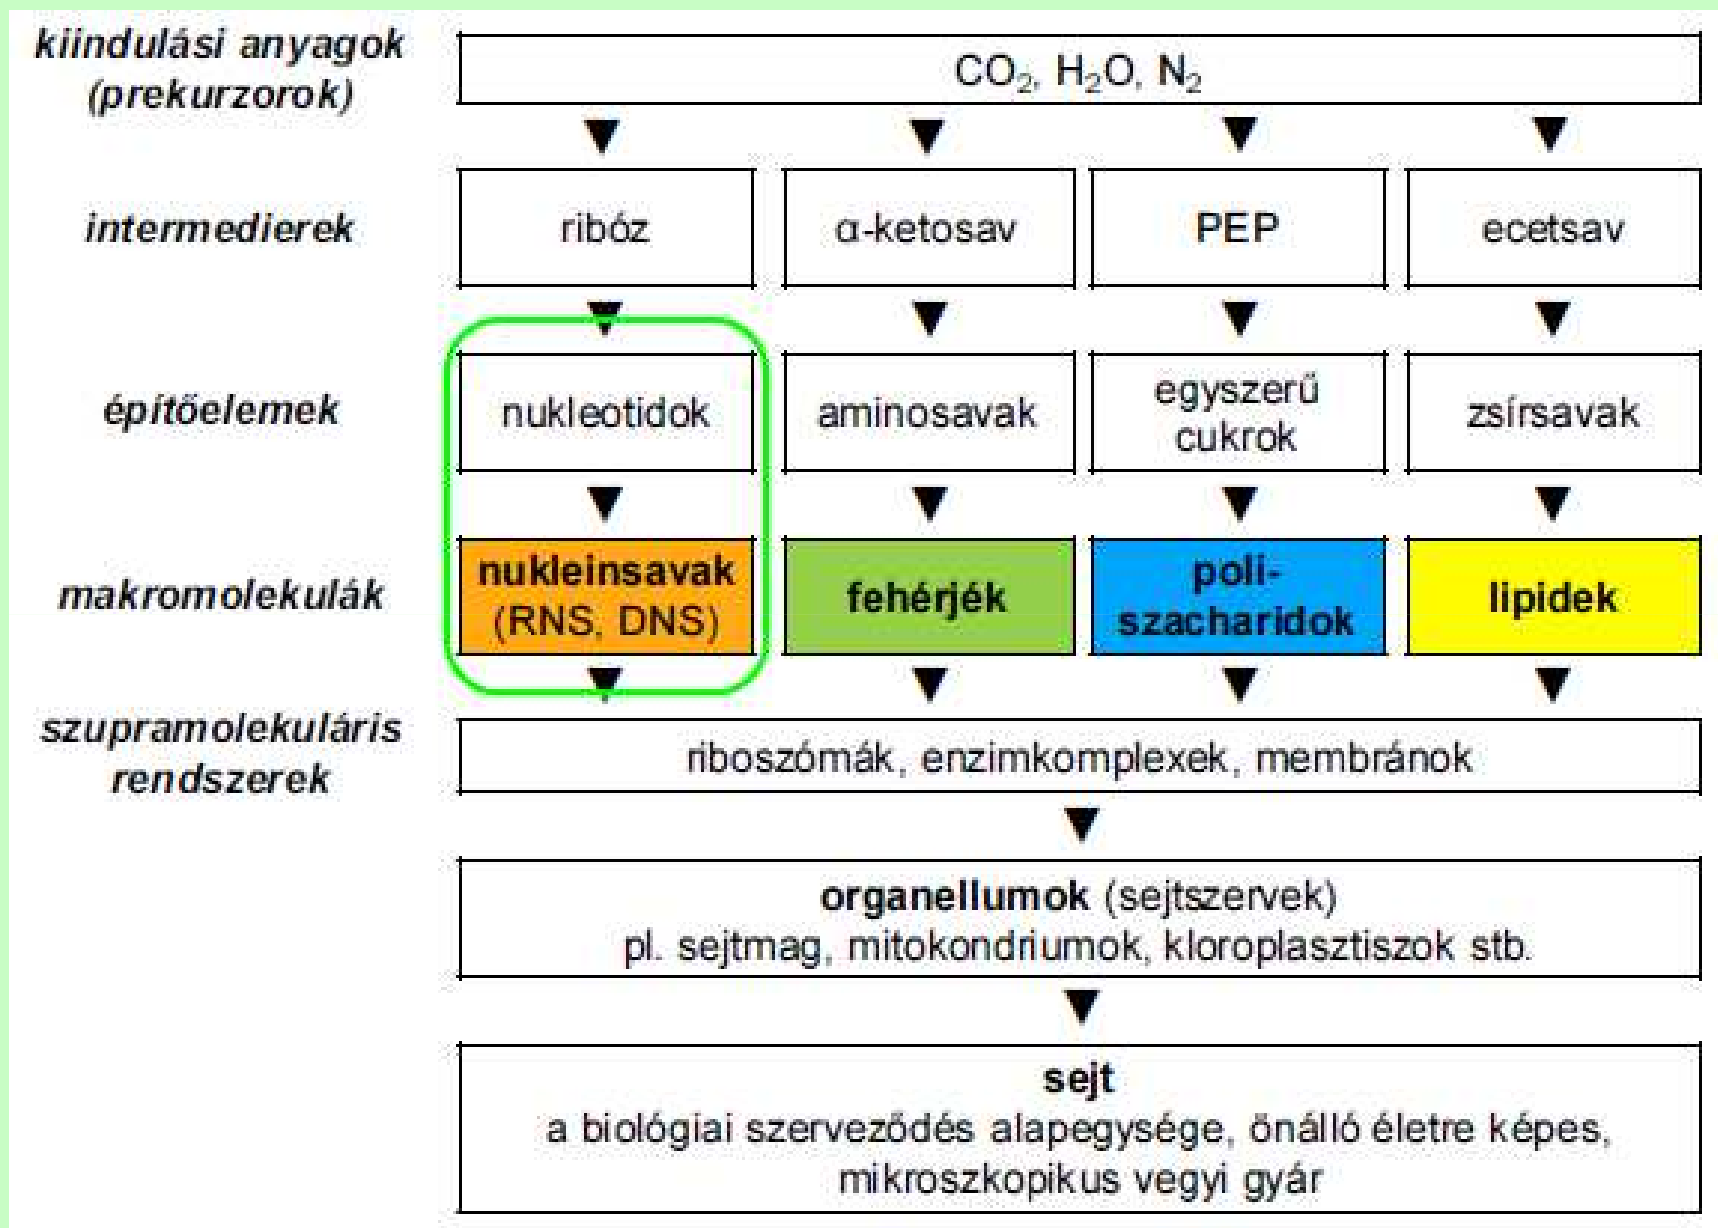 kiindulási anyagok
(prekurzorok)
CO₂, H₂O, N₂
intermedierek
ribóz
α-ketosav
PEP
ecetsav
építőelemek
nukleotidok
aminosavak
egyszerű
cukrok
zsírsavak
makromolekulák
nukleinsavak
(RNS, DNS)
fehérjék
poli-
szacharidok
lipidek
szupramolekuláris
rendszerek
riboszómák, enzimkomplexek, membránok
organellumok (sejtszervek)
pl. sejtmag, mitokondriumok, kloroplasztiszok stb.
sejt
a biológiai szerveződés alapegysége, önálló életre képes,
mikroszkopikus vegyi gyár